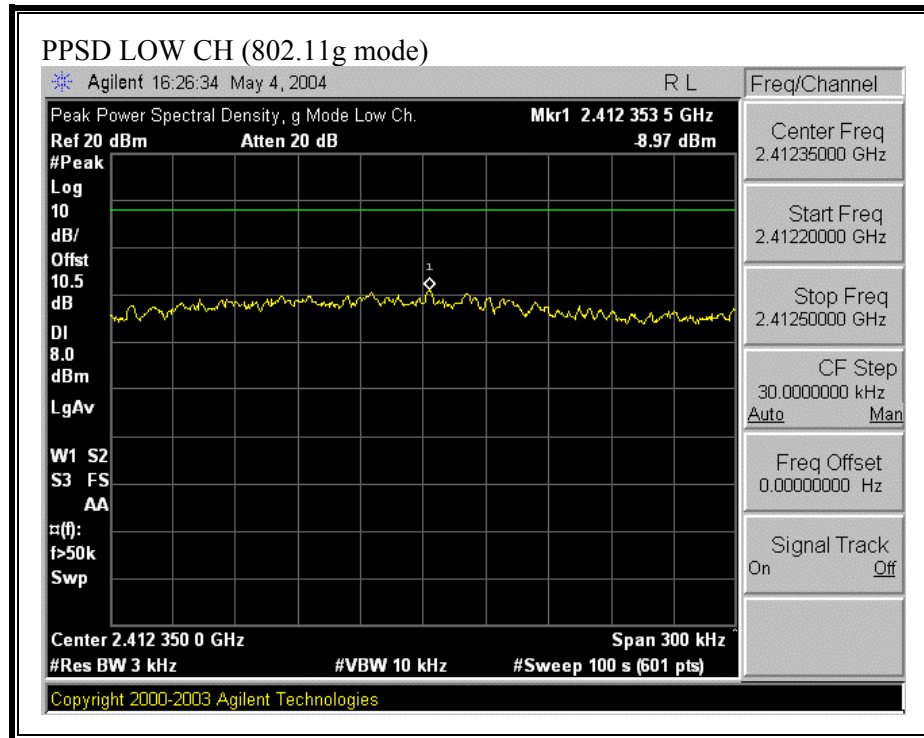 PPSD LOW CH (802.11g mode)
Agilent 16:26:34 May 4, 2004 R L
Peak Power Spectral Density, g Mode Low Ch. Mkr1 2.412 353 5 GHz
Ref 20 dBm Atten 20 dB -8.97 dBm
#Peak
Log
10
dB/
Offst
10.5
dB
DI
8.0
dBm
LgAv
W1 S2
S3 FS
AA
¤(f):
f>50k
Swp
1
Center 2.412 350 0 GHz Span 300 kHz
#Res BW 3 kHz #VBW 10 kHz #Sweep 100 s (601 pts)
Copyright 2000-2003 Agilent Technologies
Freq/Channel
Center Freq
2.41235000 GHz
Start Freq
2.41220000 GHz
Stop Freq
2.41250000 GHz
CF Step
30.0000000 kHz
Auto Man
Freq Offset
0.00000000 Hz
Signal Track
On Off